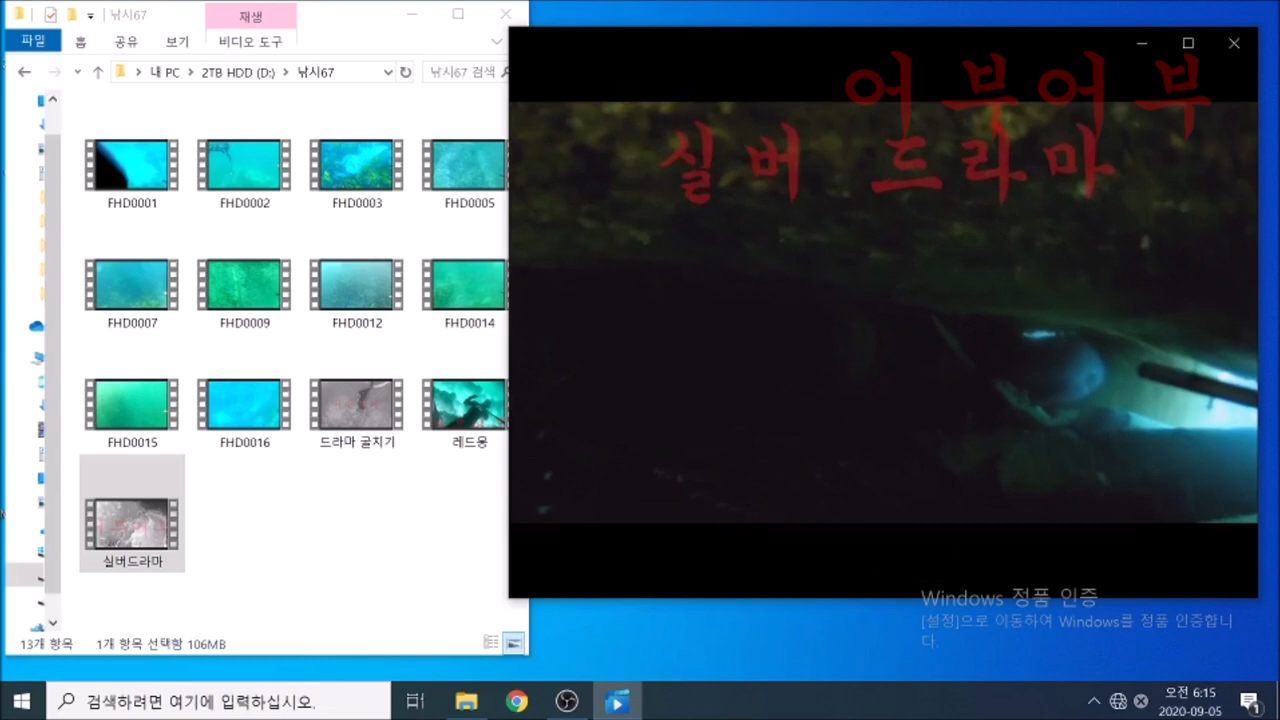 낚시67
재생
파일
홈
공유
보기
비디오 도구
내 PC
2TB HDD (D:)
낚시67
낚시67 검색
FHD0001
FHD0002
FHD0003
FHD0005
FHD0007
FHD0009
FHD0012
FHD0014
FHD0015
FHD0016
드라마 굴치기
레드몽
실버드라마
13개 항목
1개 항목 선택함 106MB
어부어부
실버 드라마
Windows 정품 인증
[설정]으로 이동하여 Windows를 정품 인증합니
다.
검색하려면 여기에 입력하십시오.
오전 6:15
2020-09-05
1